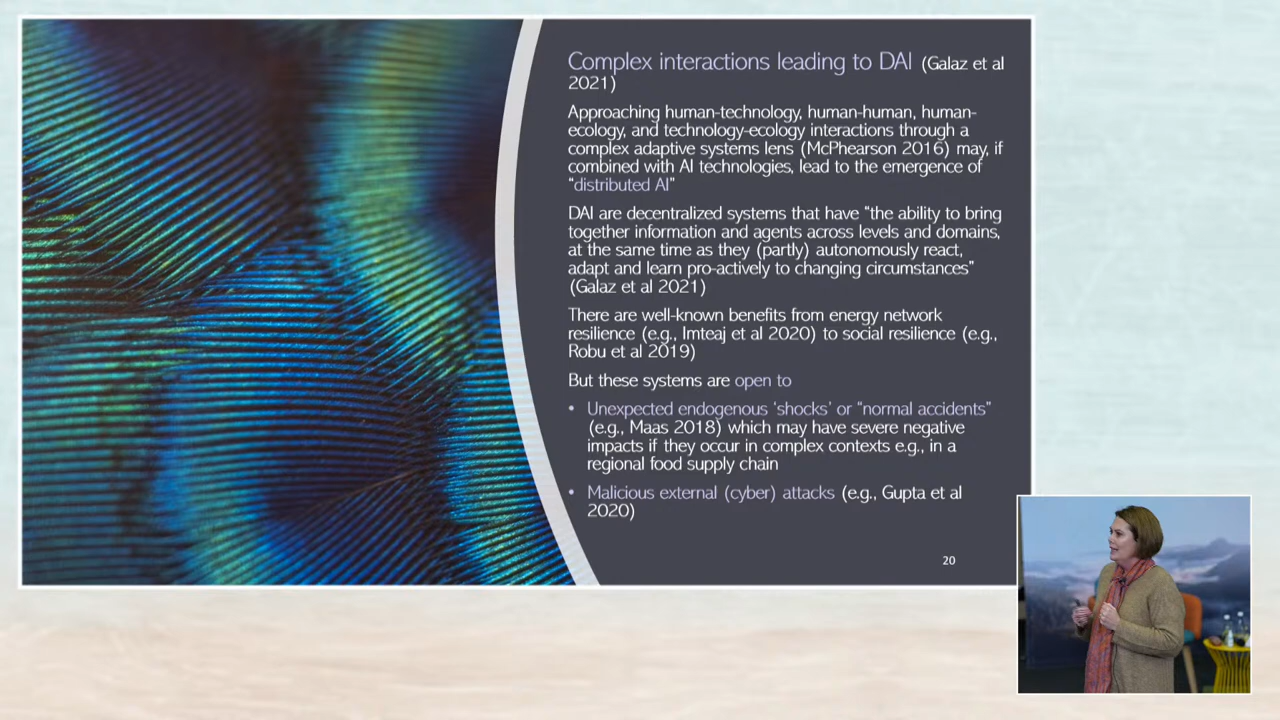 Complex interactions leading to DAI (Galaz et al
2021)
Approaching human-technology, human-human, human-
ecology, and technology-ecology interactions through a
complex adaptive systems lens (McPhearson 2016) may, if
combined with AI technologies, lead to the emergence of
“distributed AI”
DAI are decentralized systems that have “the ability to bring
together information and agents across levels and domains,
at the same time as they (partly) autonomously react,
adapt and learn pro-actively to changing circumstances”
(Galaz et al 2021)
There are well-known benefits from energy network
resilience (e.g., Imteaj et al 2020) to social resilience (e.g.,
Robu et al 2019)
But these systems are open to
• Unexpected endogenous ‘shocks’ or “normal accidents”
(e.g., Maas 2018) which may have severe negative
impacts if they occur in complex contexts e.g., in a
regional food supply chain
• Malicious external (cyber) attacks (e.g., Gupta et al
2020)
20